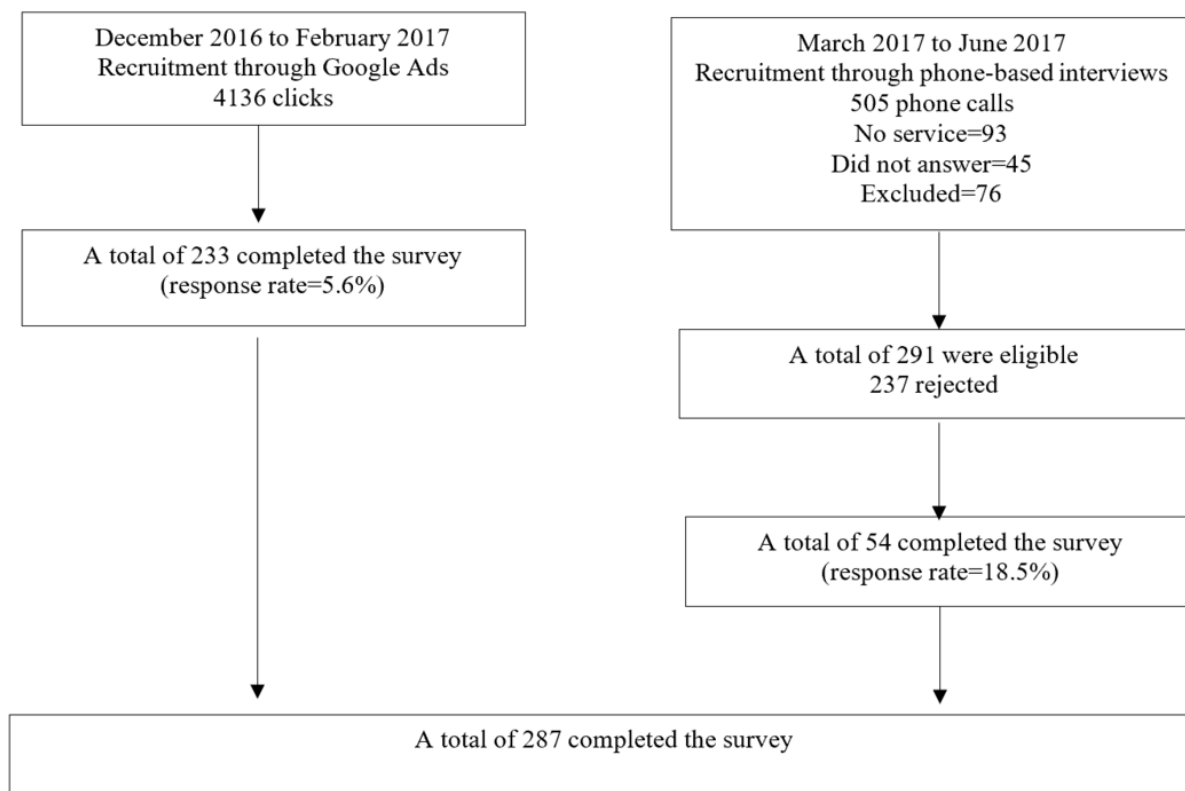 December 2016 to February 2017
Recruitment through Google Ads
4136 clicks
March 2017 to June 2017
Recruitment through phone-based interviews
505 phone calls
No service=93
Did not answer=45
Excluded=76
A total of 233 completed the survey
(response rate=5.6%)
A total of 291 were eligible
237 rejected
A total of 54 completed the survey
(response rate=18.5%)
A total of 287 completed the survey